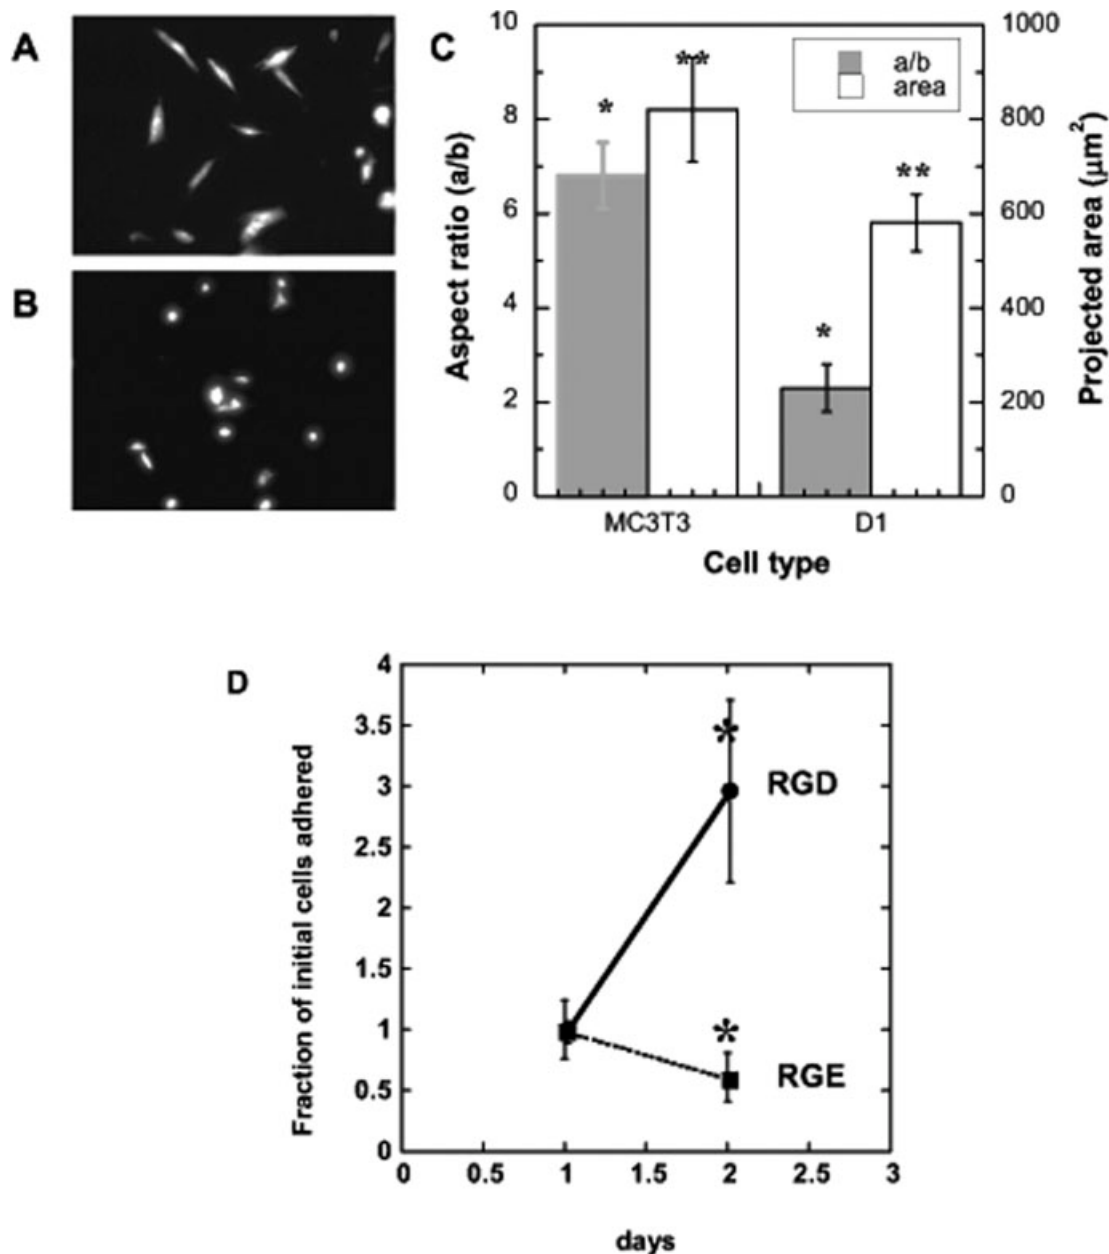 A
B
C
10
8
6
4
2
0
Aspect ratio (a/b)
*
**
*
**
a/b
area
1000
800
600
400
200
0
Projected area (μm²)
MC3T3
D1
Cell type
D
4
3.5
3
2.5
2
1.5
1
0.5
0
Fraction of initial cells adhered
*
RGD
*
RGE
0
0.5
1
1.5
2
2.5
3
days